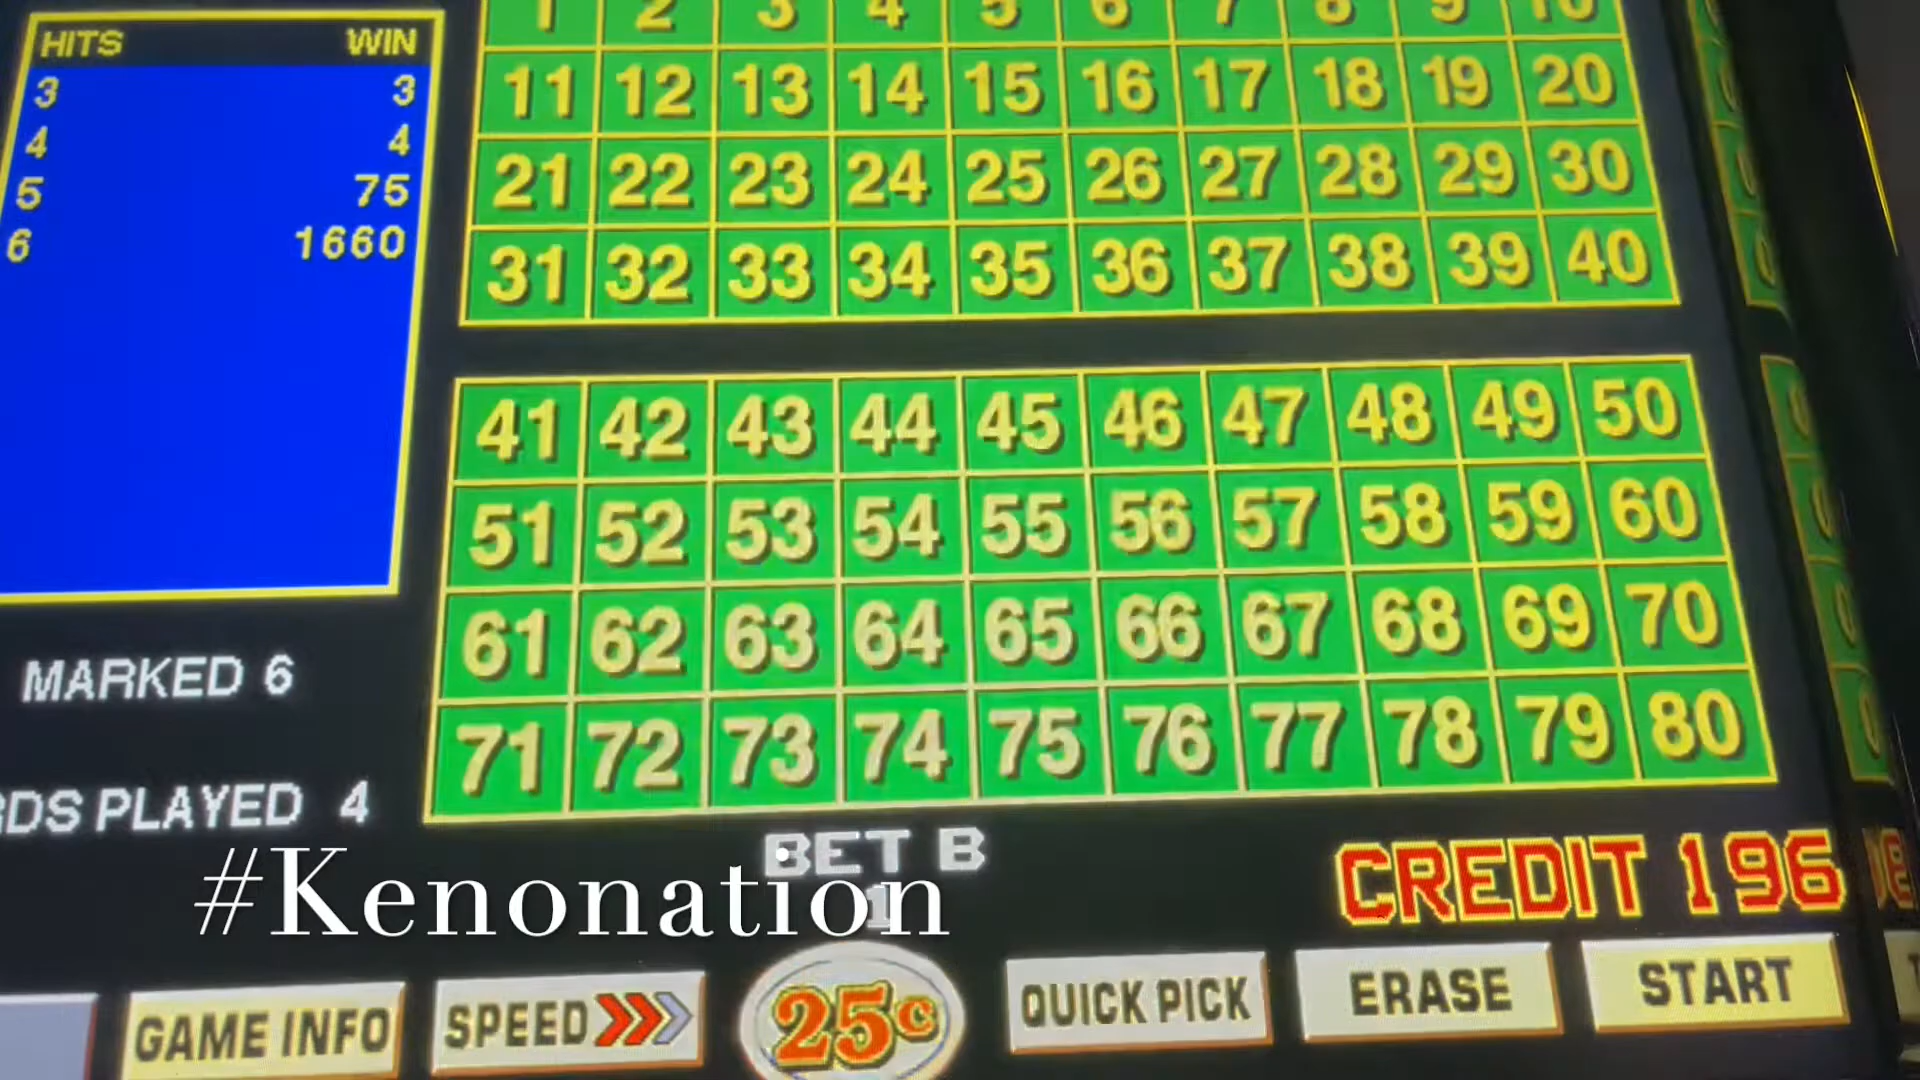 HITS WIN
3 3
4 4
5 75
6 1660
1 2 3 4 5 6 7 8 9 10
11 12 13 14 15 16 17 18 19 20
21 22 23 24 25 26 27 28 29 30
31 32 33 34 35 36 37 38 39 40
41 42 43 44 45 46 47 48 49 50
51 52 53 54 55 56 57 58 59 60
61 62 63 64 65 66 67 68 69 70
71 72 73 74 75 76 77 78 79 80
MARKED 6
RDS PLAYED 4
BET B
1
#Kenonation
CREDIT 196
GAME INFO
SPEED
25¢
QUICK PICK
ERASE
START